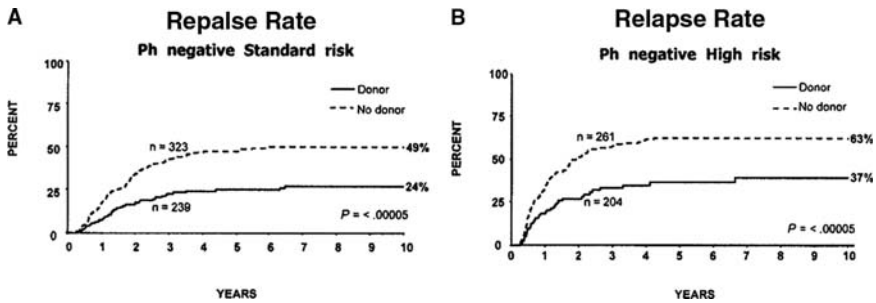 A
Repalse Rate
Ph negative Standard risk
PERCENT
100
75
50
25
0
Donor
No donor
n = 323
49%
24%
n = 239
P = < .00005
0 1 2 3 4 5 6 7 8 9 10
YEARS
B
Relapse Rate
Ph negative High risk
PERCENT
100
75
50
25
0
Donor
No donor
n = 261
63%
37%
n = 204
P = < .00005
0 1 2 3 4 5 6 7 8 9 10
YEARS